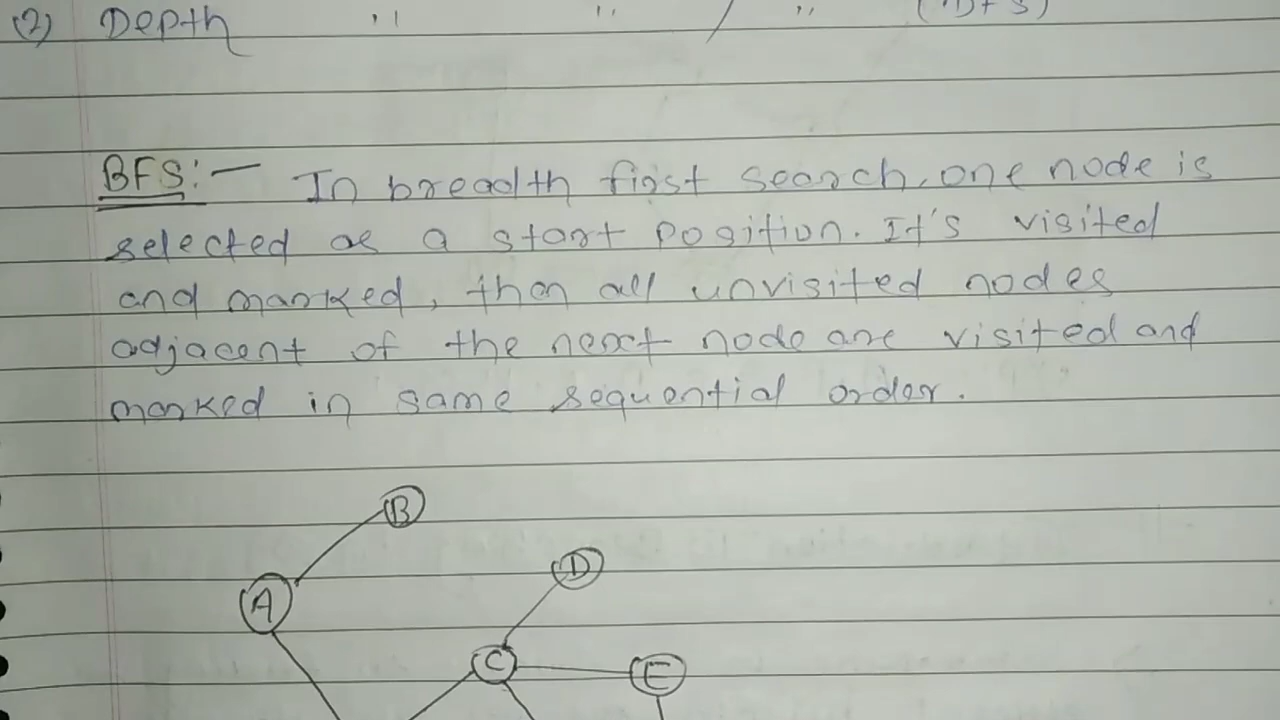 (2) Depth '' '' / '' (DFS)
BFS:— In breadth first search, one node is
selected as a start position. It's visited
and marked, then all unvisited nodes
adjacent of the next node are visited and
marked in same sequential order.
B
D
A
C
E